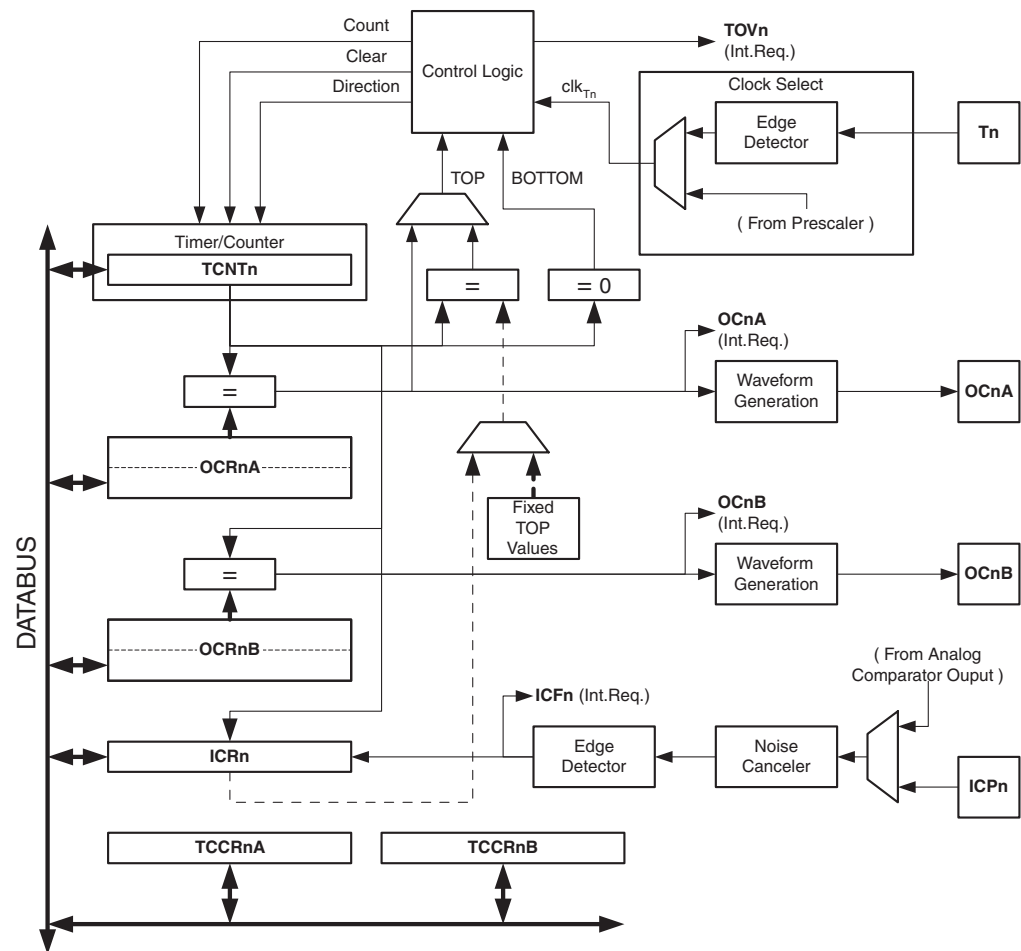 Count
Clear
Direction
Control Logic
TOVn
(Int.Req.)
clkTn
Clock Select
Edge
Detector
Tn
( From Prescaler )
TOP
BOTTOM
Timer/Counter
TCNTn
=
= 0
OCnA
(Int.Req.)
=
Waveform
Generation
OCnA
OCRnA
Fixed
TOP
Values
OCnB
(Int.Req.)
=
Waveform
Generation
OCnB
DATABUS
OCRnB
( From Analog
Comparator Ouput )
ICFn (Int.Req.)
ICRn
Edge
Detector
Noise
Canceler
ICPn
TCCRnA
TCCRnB